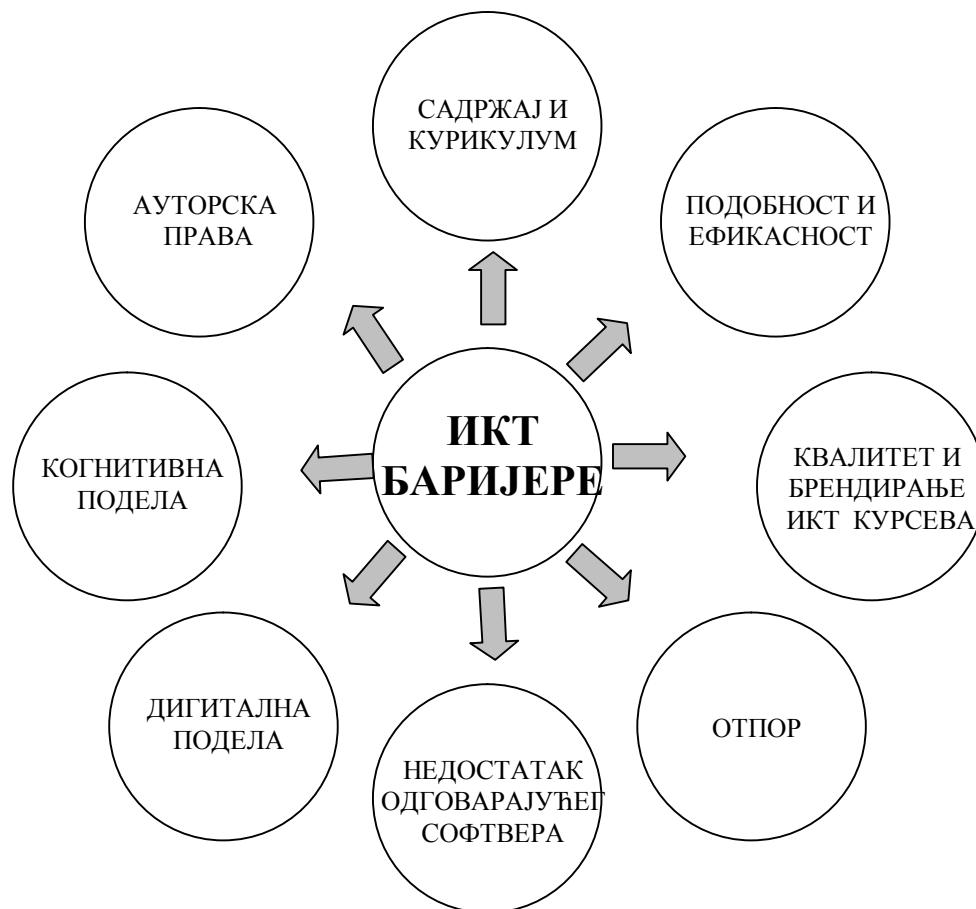 САДРЖАЈ И
КУРИКУЛУМ
АУТОРСКА
ПРАВА
ПОДОБНОСТ И
ЕФИКАСНОСТ
ИКТ
БАРИЈЕРЕ
КОГНИТИВНА
ПОДЕЛА
КВАЛИТЕТ И
БРЕНДИРАЊЕ
ИКТ КУРСЕВА
ДИГИТАЛНА
ПОДЕЛА
НЕДОСТАТАК
ОДГОВАРАЈУЋЕГ
СОФТВЕРА
ОТПОР